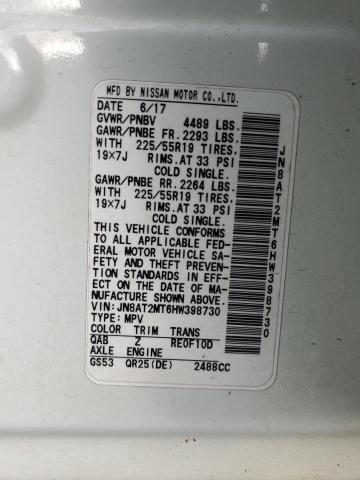 MFD BY NISSAN MOTOR CO.,LTD.
DATE 6/17
GVWR/PNBV 4489 LBS.
GAWR/PNBE FR. 2293 LBS.
WITH 225/55R19 TIRES.
19X7J RIMS.AT 33 PSI
COLD SINGLE.
GAWR/PNBE RR. 2264 LBS.
WITH 225/55R19 TIRES.
19X7J RIMS.AT 33 PSI
COLD SINGLE.
THIS VEHICLE CONFORMS
TO ALL APPLICABLE FED-
ERAL MOTOR VEHICLE SA-
FETY AND THEFT PREVEN-
TION STANDARDS IN EFF-
ECT ON THE DATE OF MA-
NUFACTURE SHOWN ABOVE.
VIN: JN8AT2MT6HW398730
TYPE: MPV
COLOR TRIM TRANS
QAB Z RE0F10D
AXLE ENGINE
GS53 QR25(DE) 2488CC
JN8AT2MT6HW398730